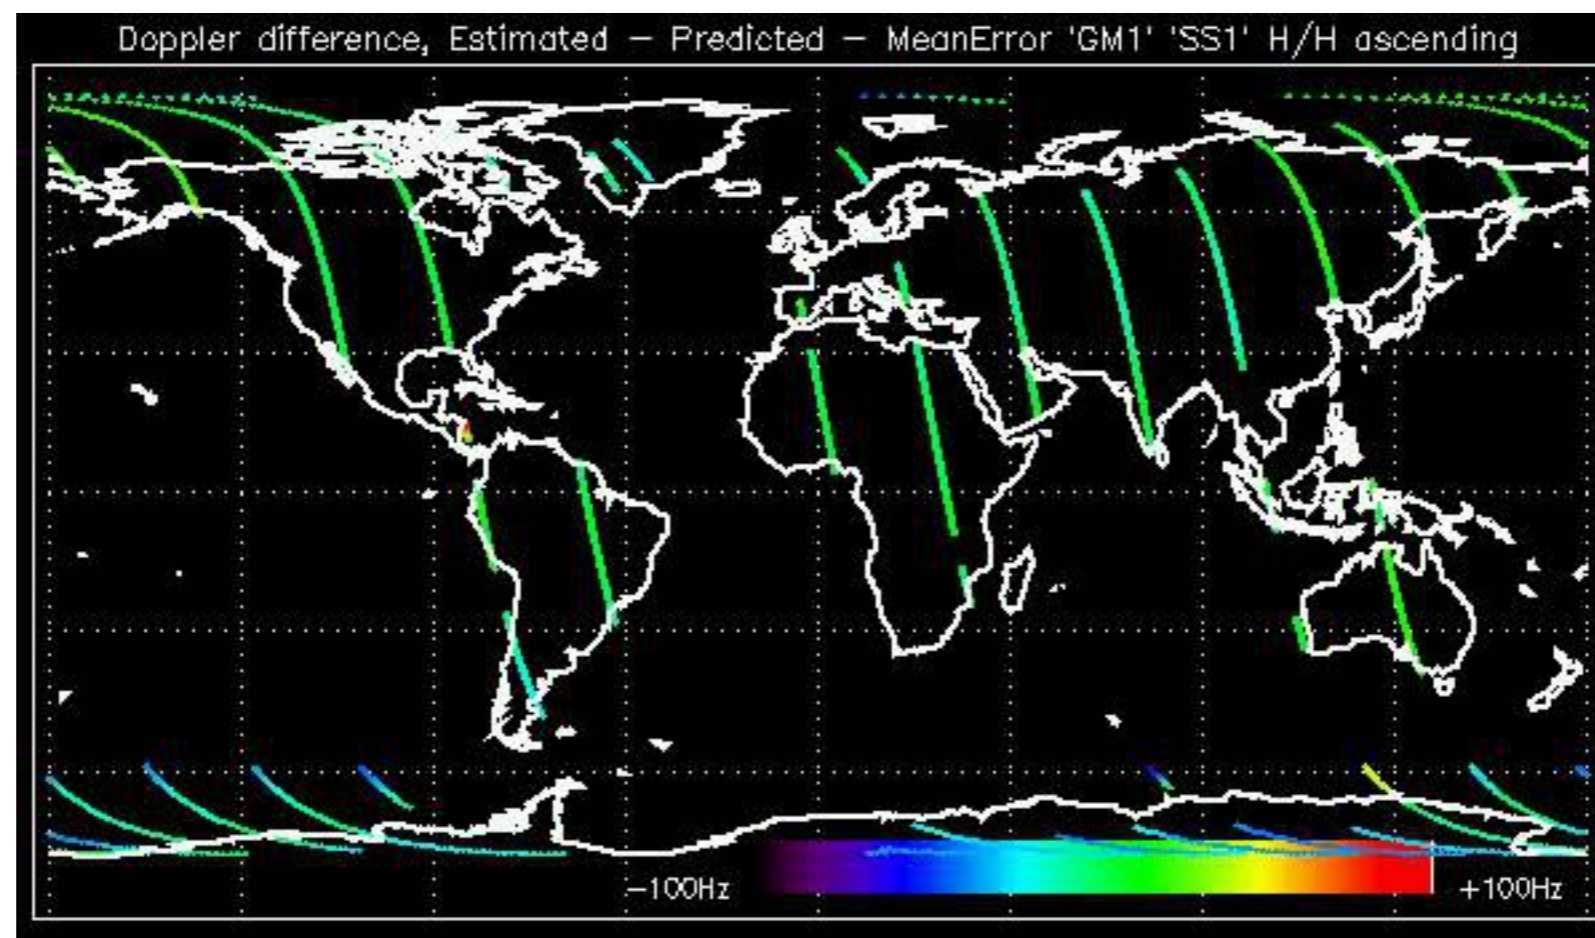 Doppler difference, Estimated — Predicted — MeanError 'GM1' 'SS1' H/H ascending
−100Hz
+100Hz